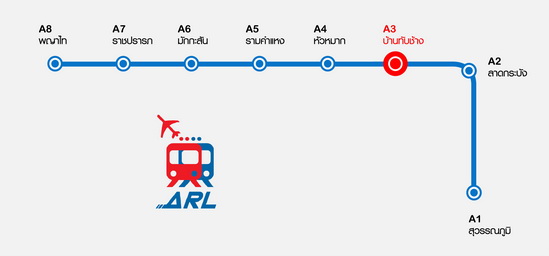 A8
พญาไท
A7
ราชปรารภ
A6
มักกะสัน
A5
รามคำแหง
A4
หัวหมาก
A3
บ้านทับช้าง
A2
ลาดกระบัง
ARL
A1
สุวรรณภูมิ